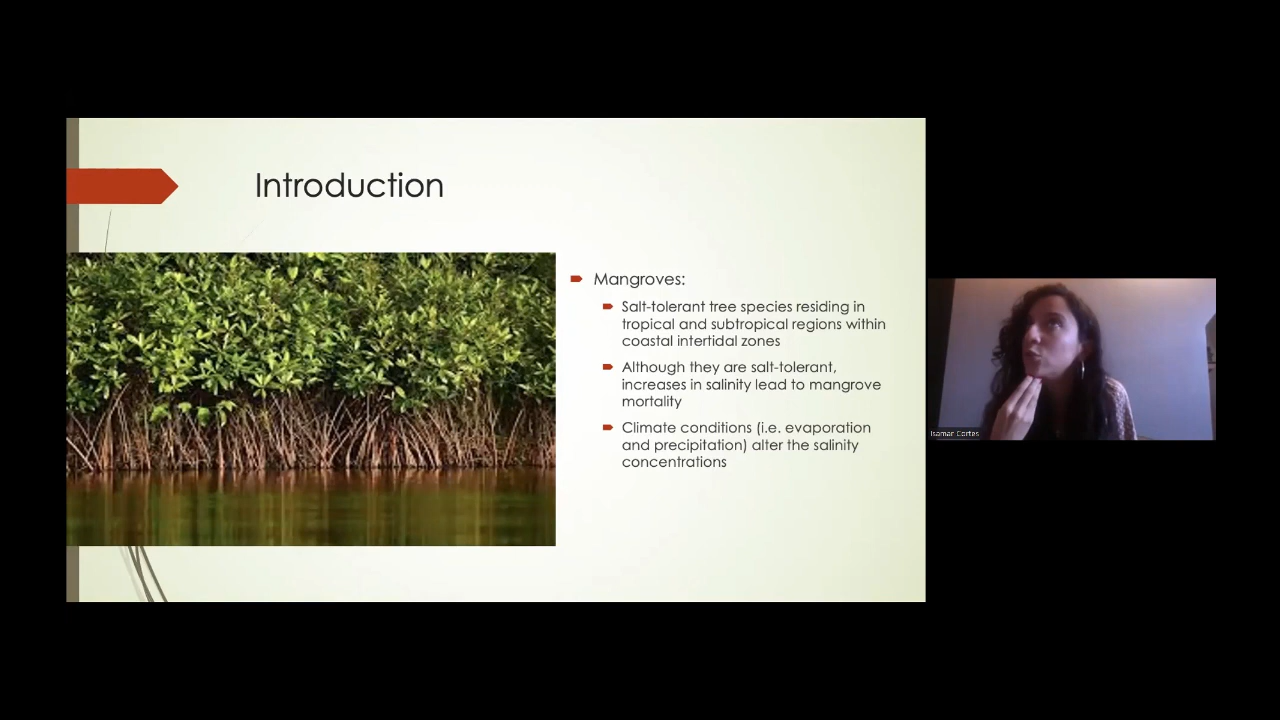 Introduction
Mangroves:
Salt-tolerant tree species residing in
tropical and subtropical regions within
coastal intertidal zones
Although they are salt-tolerant,
increases in salinity lead to mangrove
mortality
Climate conditions (i.e. evaporation
and precipitation) alter the salinity
concentrations
Isamar Cortes